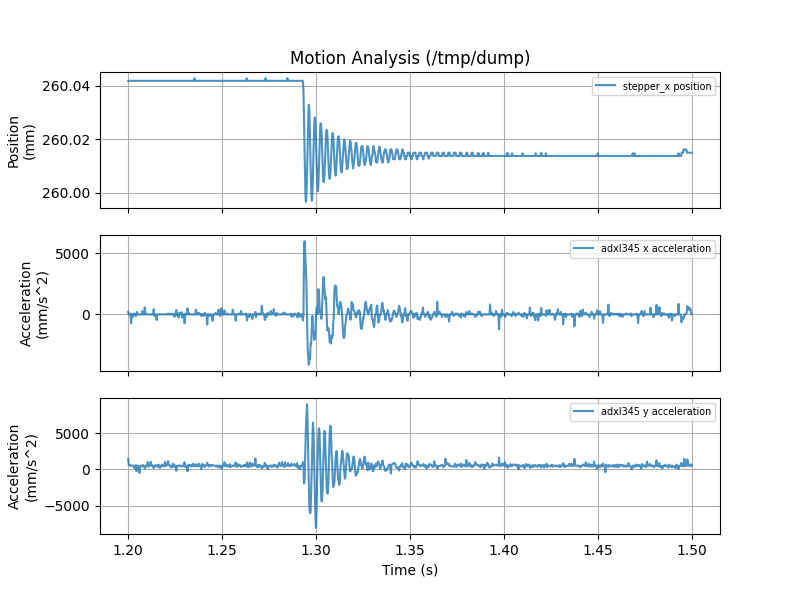 Motion Analysis (/tmp/dump)
Position
(mm)
260.04
260.02
260.00
stepper_x position
Acceleration
(mm/s^2)
5000
0
adxl345 x acceleration
Acceleration
(mm/s^2)
5000
0
−5000
adxl345 y acceleration
1.20 1.25 1.30 1.35 1.40 1.45 1.50
Time (s)